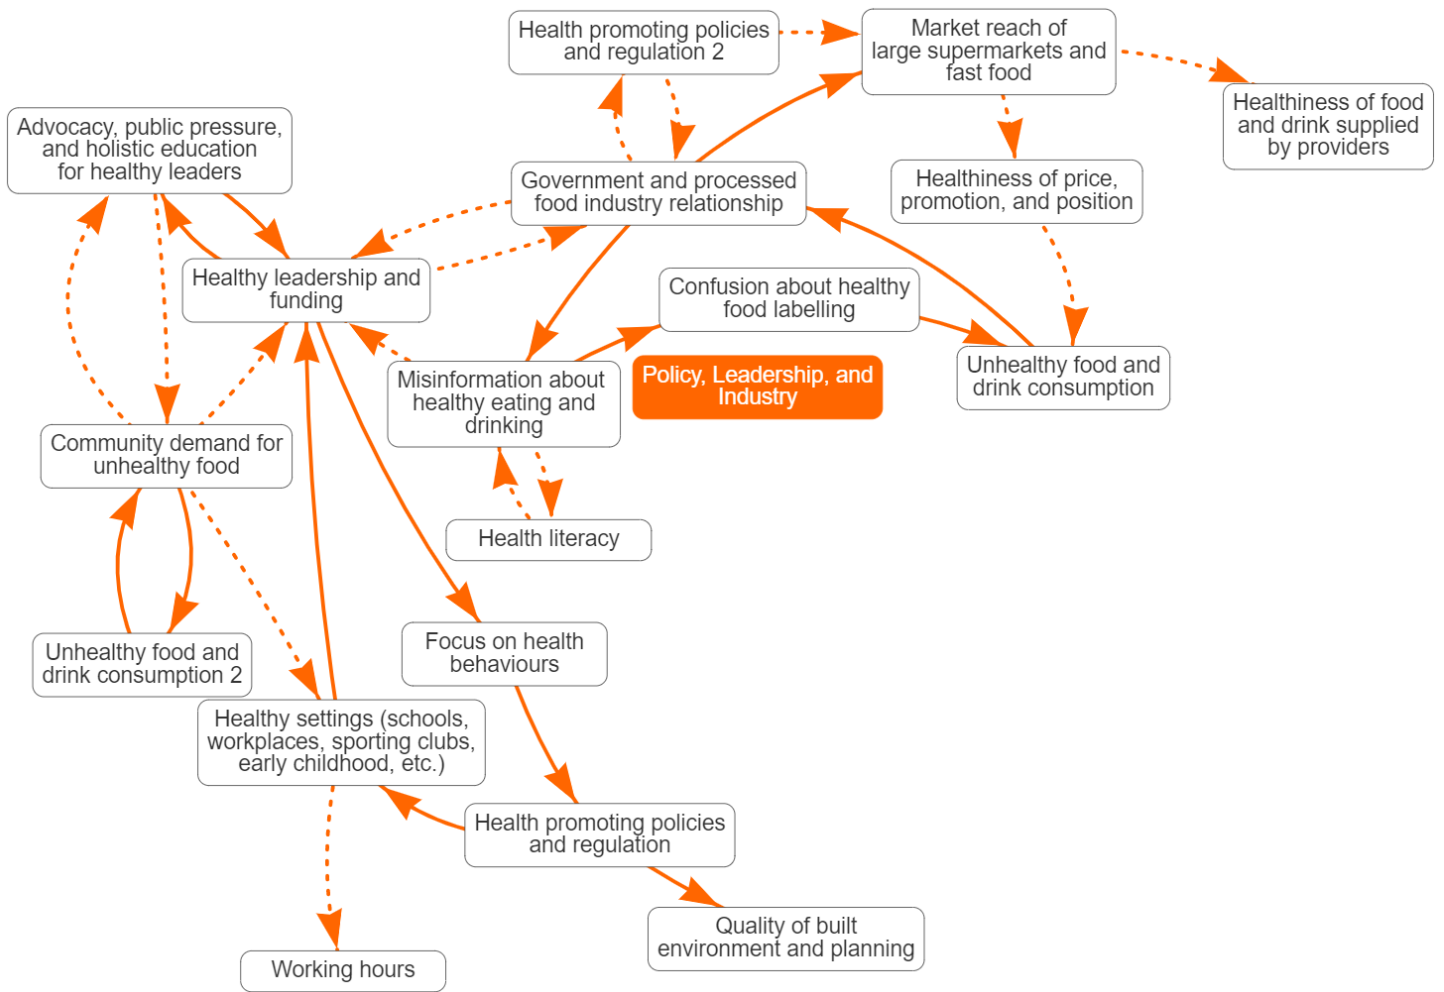 Health promoting policies
and regulation 2
Market reach of
large supermarkets and
fast food
Healthiness of food
and drink supplied
by providers
Advocacy, public pressure,
and holistic education
for healthy leaders
Government and processed
food industry relationship
Healthiness of price,
promotion, and position
Healthy leadership and
funding
Confusion about healthy
food labelling
Misinformation about
healthy eating and
drinking
Policy, Leadership, and
Industry
Unhealthy food and
drink consumption
Community demand for
unhealthy food
Health literacy
Unhealthy food and
drink consumption 2
Focus on health
behaviours
Healthy settings (schools,
workplaces, sporting clubs,
early childhood, etc.)
Health promoting policies
and regulation
Quality of built
environment and planning
Working hours